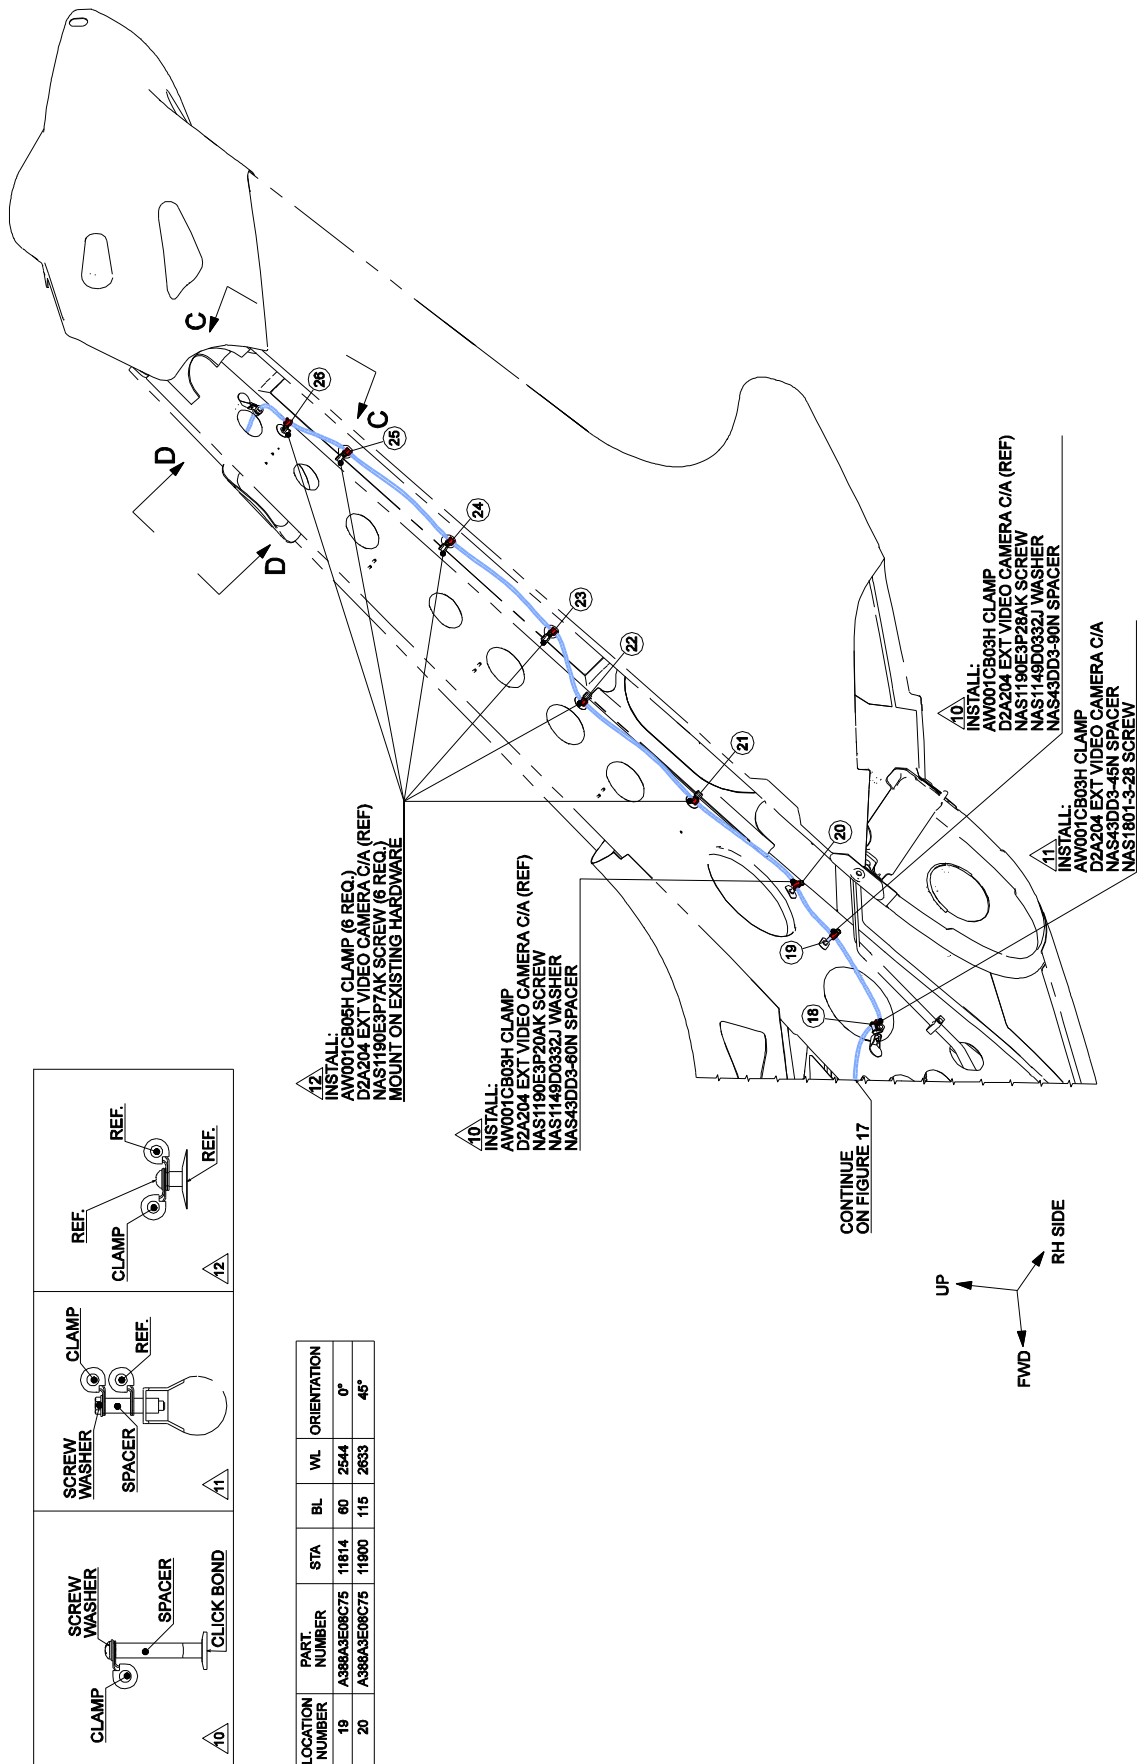 CLAMP
SCREW
WASHER
SPACER
CLICK BOND
10
SCREW
WASHER
SPACER
CLAMP
REF.
11
REF.
CLAMP
REF.
REF.
12
LOCATION NUMBER PART. NUMBER STA BL WL ORIENTATION
19 A388A3E08C75 11814 60 2544 0°
20 A388A3E08C75 11900 115 2633 45°
12
INSTALL:
AW001CB05H CLAMP (6 REQ.)
D2A204 EXT VIDEO CAMERA C/A (REF)
NAS1190E3P7AK SCREW (6 REQ.)
MOUNT ON EXISTING HARDWARE
10
INSTALL:
AW001CB03H CLAMP
D2A204 EXT VIDEO CAMERA C/A (REF)
NAS1190E3P20AK SCREW
NAS1149D0332J WASHER
NAS43DD3-60N SPACER
CONTINUE
ON FIGURE 17
UP
FWD
RH SIDE
D
D
C
C
18
19
20
21
22
23
24
25
26
10
INSTALL:
AW001CB03H CLAMP
D2A204 EXT VIDEO CAMERA C/A (REF)
NAS1190E3P28AK SCREW
NAS1149D0332J WASHER
NAS43DD3-90N SPACER
11
INSTALL:
AW001CB03H CLAMP
D2A204 EXT VIDEO CAMERA C/A
NAS43DD3-45N SPACER
NAS1801-3-28 SCREW